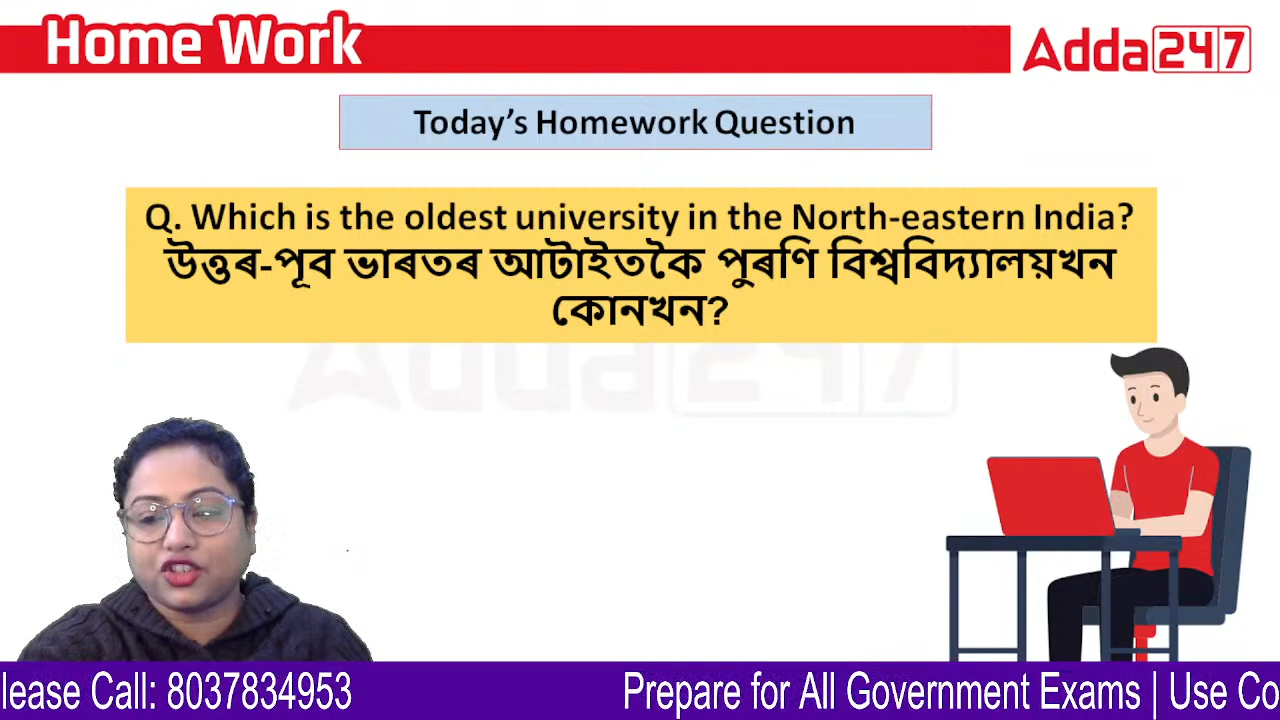 Home Work
Adda247
Today's Homework Question
Q. Which is the oldest university in the North-eastern India?
উত্তৰ-পূব ভাৰতৰ আটাইতকৈ পুৰণি বিশ্ববিদ্যালয়খন
কোনখন?
Adda247
lease Call: 8037834953
Prepare for All Government Exams | Use Co